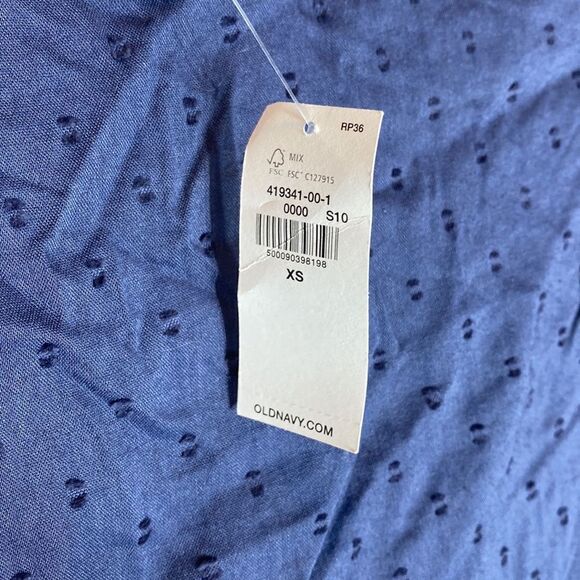 RP36
MIX
FSC FSC® C127915
419341-00-1
0000 S10
500090398198
XS
OLDNAVY.COM